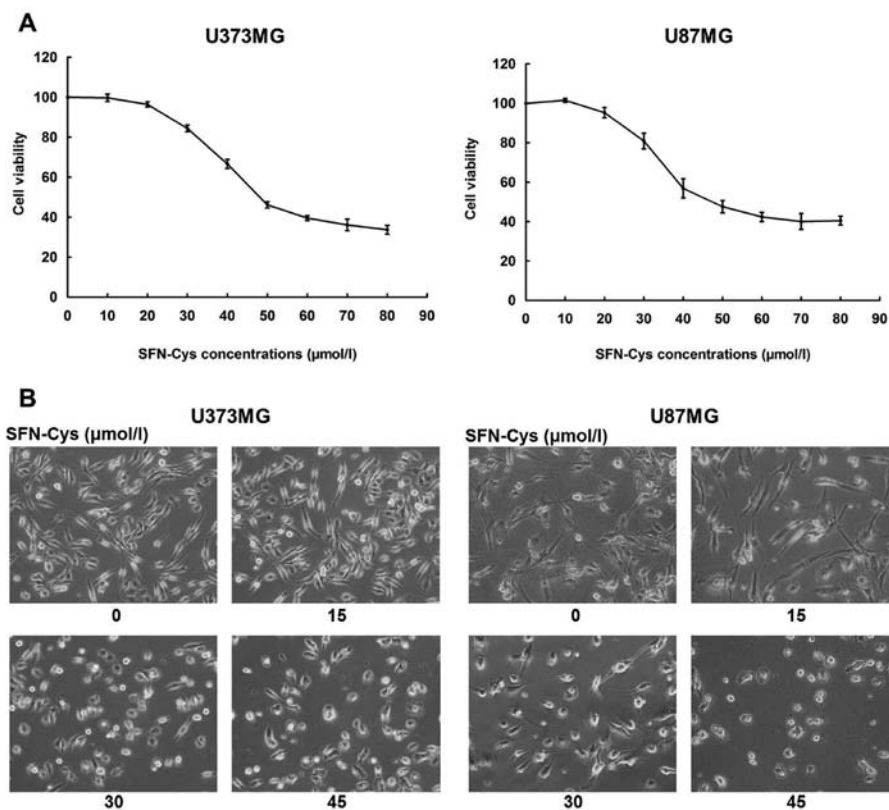 A
U373MG
U87MG
120
100
80
60
40
20
0
Cell viability
0 10 20 30 40 50 60 70 80 90
SFN-Cys concentrations (µmol/l)
120
100
80
60
40
20
0
Cell viability
0 10 20 30 40 50 60 70 80 90
SFN-Cys concentrations (µmol/l)
B
U373MG
U87MG
SFN-Cys (µmol/l)
SFN-Cys (µmol/l)
0
15
0
15
30
45
30
45